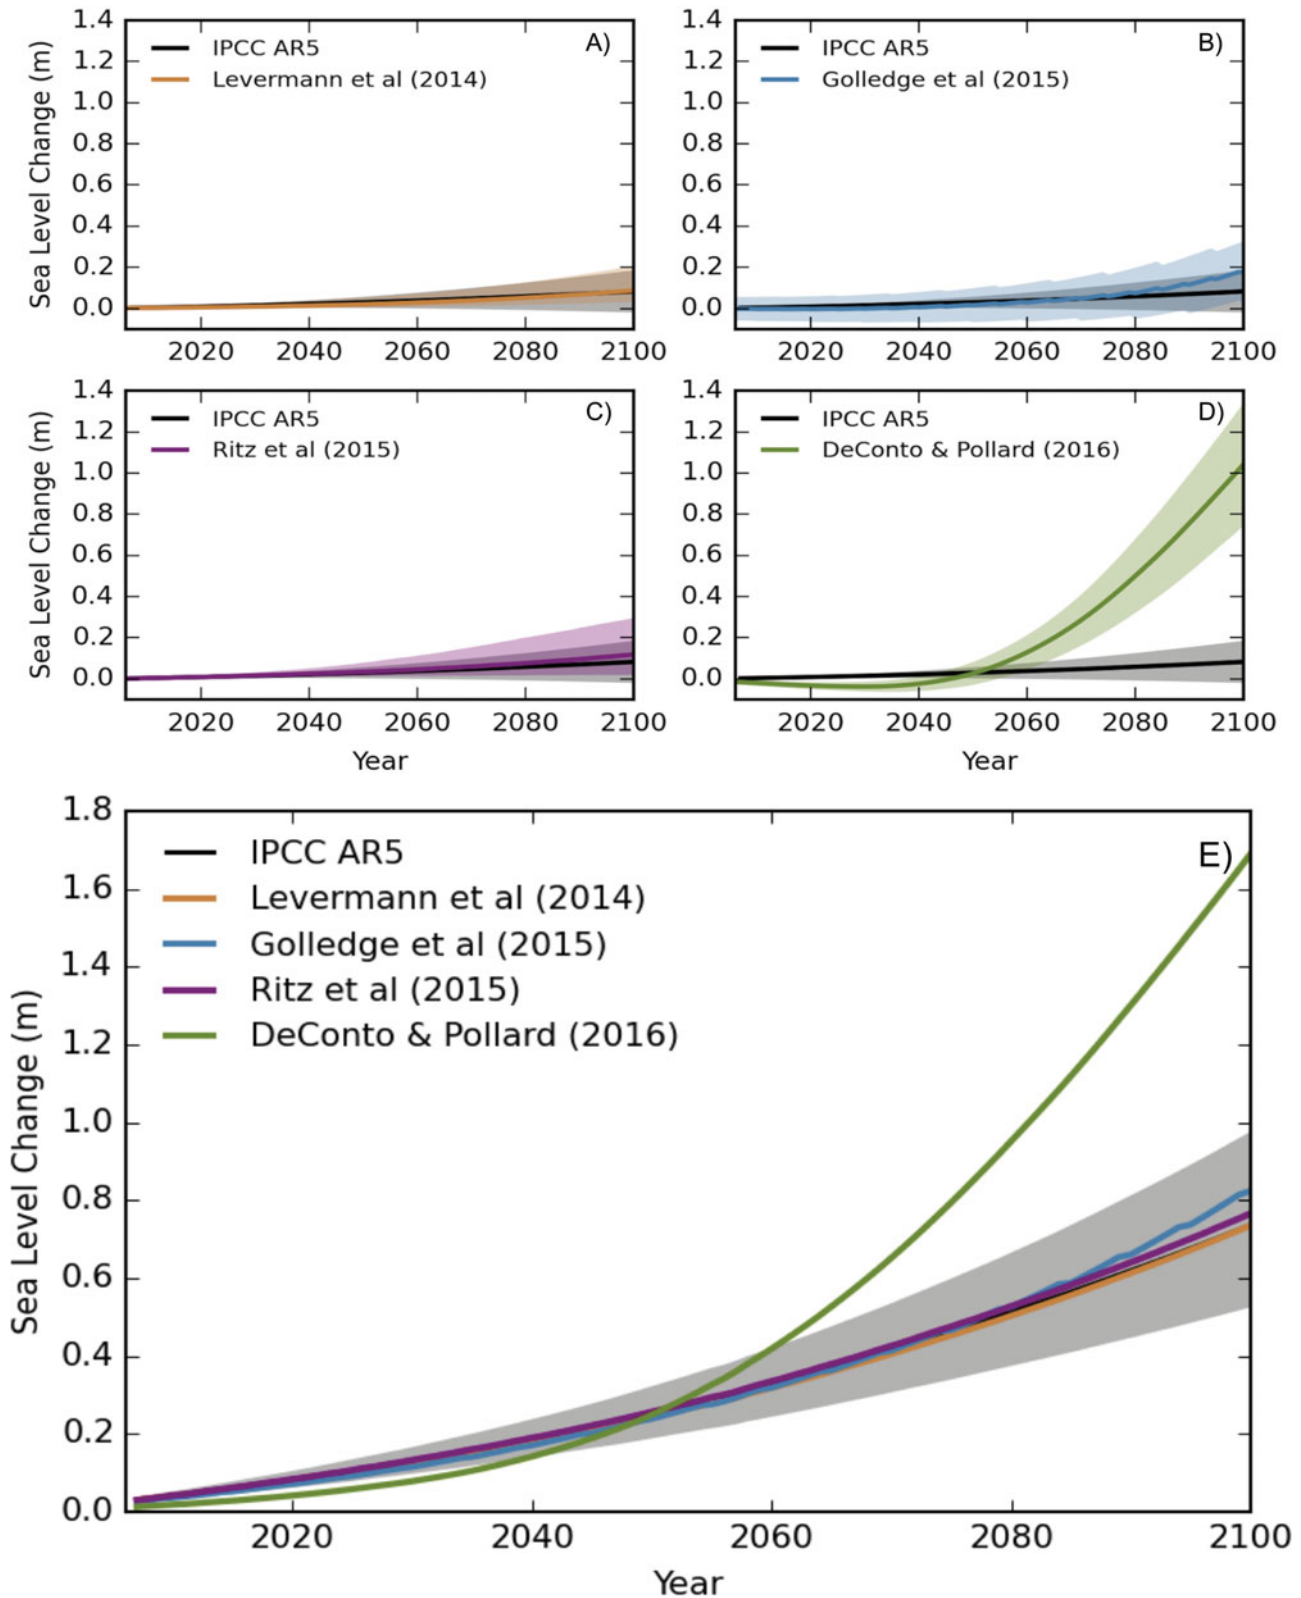 A)
IPCC AR5
Levermann et al (2014)
Sea Level Change (m)
1.4
1.2
1.0
0.8
0.6
0.4
0.2
0.0
2020 2040 2060 2080 2100
B)
IPCC AR5
Golledge et al (2015)
1.4
1.2
1.0
0.8
0.6
0.4
0.2
0.0
2020 2040 2060 2080 2100
C)
IPCC AR5
Ritz et al (2015)
Sea Level Change (m)
1.4
1.2
1.0
0.8
0.6
0.4
0.2
0.0
2020 2040 2060 2080 2100
Year
D)
IPCC AR5
DeConto & Pollard (2016)
1.4
1.2
1.0
0.8
0.6
0.4
0.2
0.0
2020 2040 2060 2080 2100
Year
E)
IPCC AR5
Levermann et al (2014)
Golledge et al (2015)
Ritz et al (2015)
DeConto & Pollard (2016)
Sea Level Change (m)
1.8
1.6
1.4
1.2
1.0
0.8
0.6
0.4
0.2
0.0
2020 2040 2060 2080 2100
Year